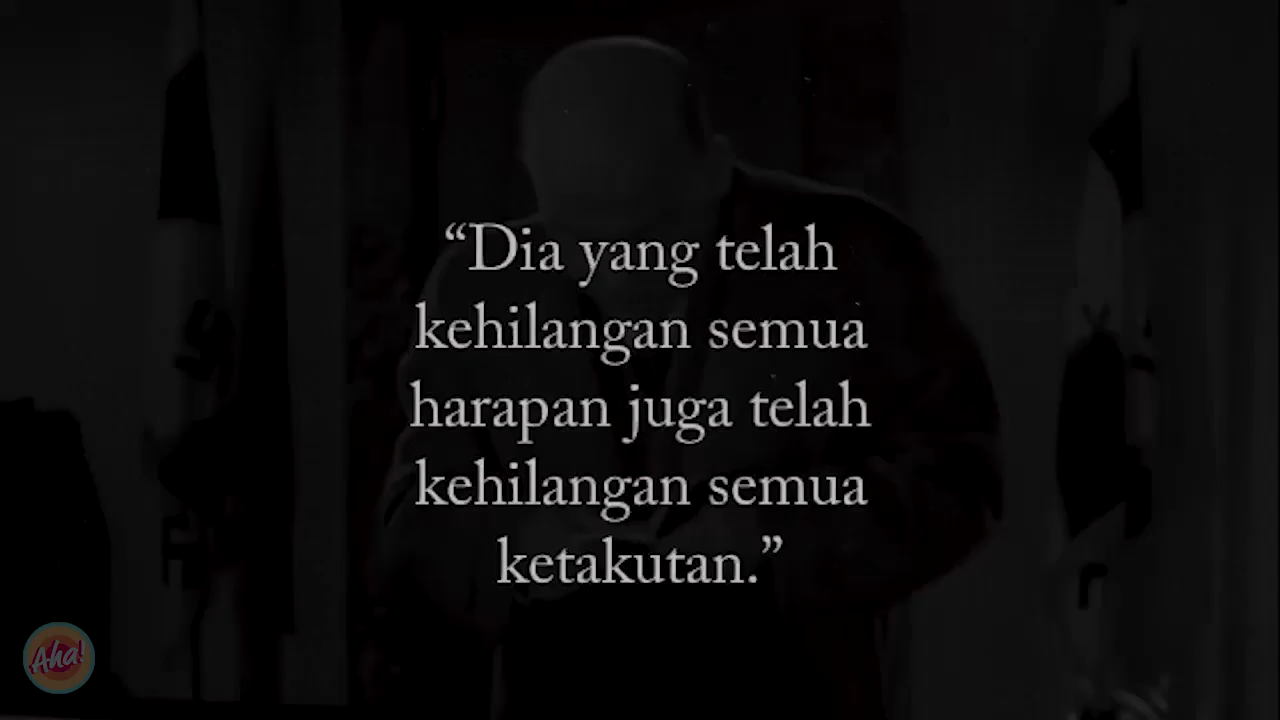 “Dia yang telah
kehilangan semua
harapan juga telah
kehilangan semua
ketakutan.”
Aha!